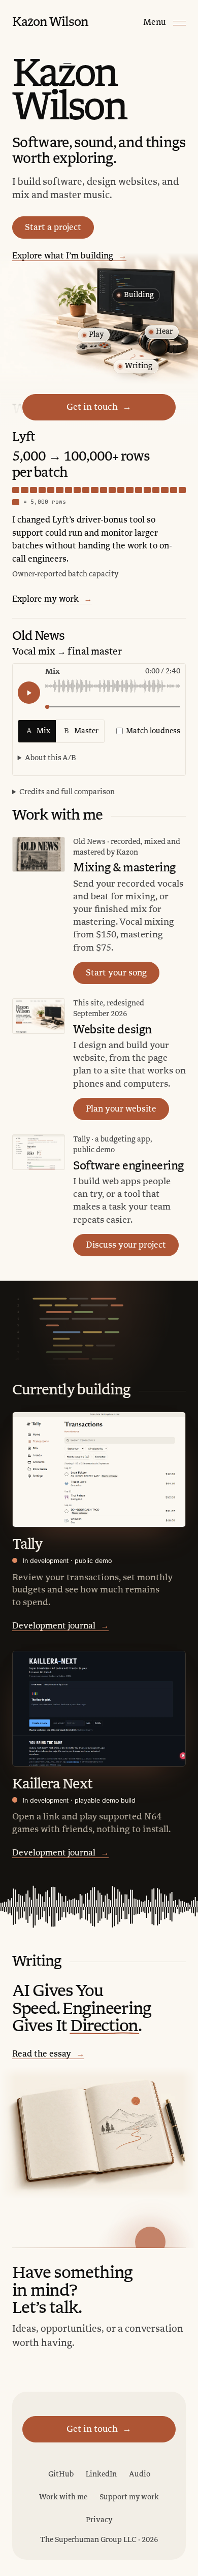 Kazon Wilson
Menu
Kazon
Wilson
Software, sound, and things
worth exploring.
I build software, design websites, and
mix and master music.
Start a project
Explore what I'm building →
Building
Play
Hear
Writing
Get in touch →
Lyft
5,000 → 100,000+ rows
per batch
= 5,000 rows
I changed Lyft's driver-bonus tool so
support could run and monitor larger
batches without handing the work to on-
call engineers.
Owner-reported batch capacity
Explore my work →
Old News
Vocal mix → final master
Mix
0:00 / 2:40
A Mix
B Master
Match loudness
About this A/B
Credits and full comparison
Work with me
OLD NEWS
Old News · recorded, mixed and
mastered by Kazon
Mixing & mastering
Send your recorded vocals
and beat for mixing, or
your finished mix for
mastering. Vocal mixing
from $150, mastering
from $75.
Start your song
This site, redesigned
September 2026
Website design
I design and build your
website, from the page
plan to a site that works on
phones and computers.
Plan your website
Tally · a budgeting app,
public demo
Software engineering
I build web apps people
can try, or a tool that
makes a task your team
repeats easier.
Discuss your project
Currently building
Tally
Transactions
Tally
In development · public demo
Review your transactions, set monthly
budgets and see how much remains
to spend.
Development journal →
KAILLERA-NEXT
YOU BRING THE GAME
Kaillera Next
In development · playable demo build
Open a link and play supported N64
games with friends, nothing to install.
Development journal →
Writing
AI Gives You
Speed. Engineering
Gives It Direction.
Read the essay →
Have something
in mind?
Let's talk.
Ideas, opportunities, or a conversation
worth having.
Get in touch →
GitHub
LinkedIn
Audio
Work with me
Support my work
Privacy
The Superhuman Group LLC · 2026